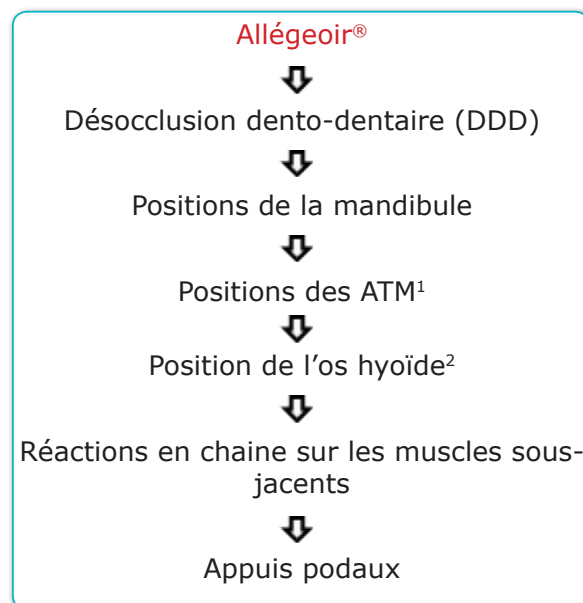 Allégeoir®
Désocclusion dento-dentaire (DDD)
Positions de la mandibule
Positions des ATM¹
Position de l'os hyoïde²
Réactions en chaine sur les muscles sous-
jacents
Appuis podaux